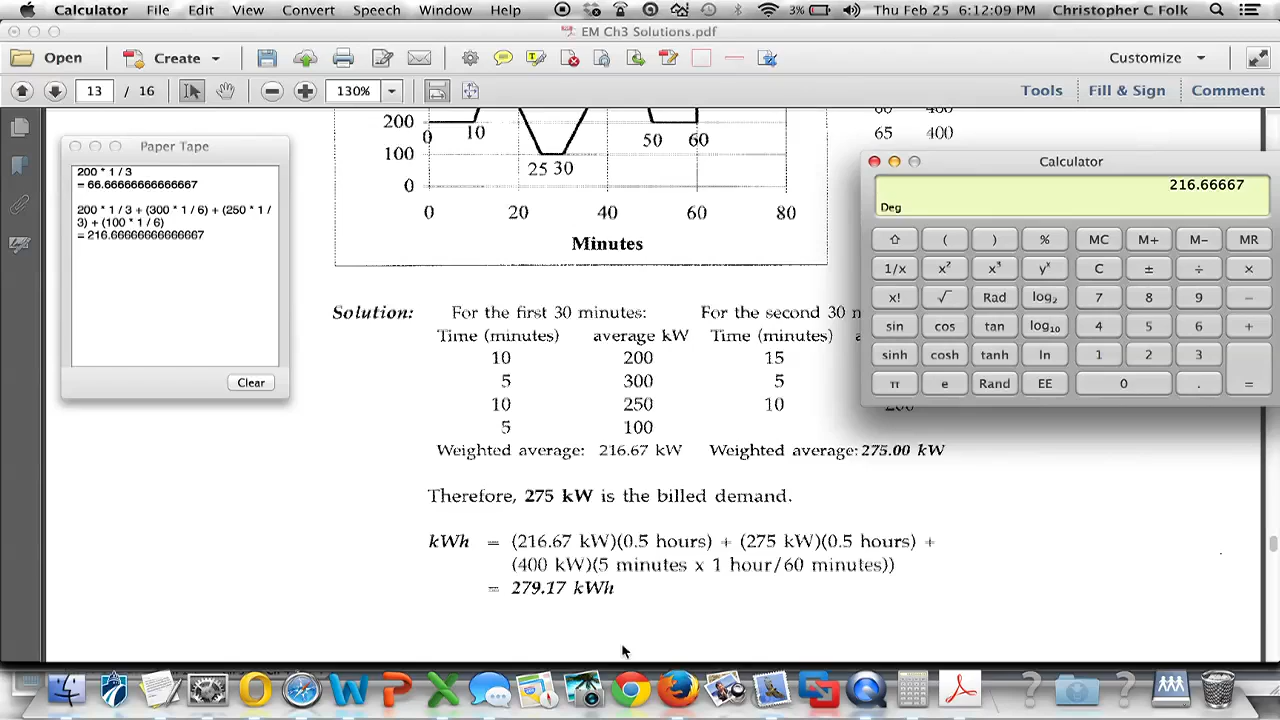 Calculator File Edit View Convert Speech Window Help 3% Thu Feb 25 6:12:09 PM Christopher C Folk
EM Ch3 Solutions.pdf
Open Create Customize
13 / 16 130% Tools Fill & Sign Comment
200
100
0
0
10
25 30
50
60
0 20 40 60 80
Minutes
65 400
Paper Tape
200 * 1 / 3
= 66.66666666666667
200 * 1 / 3 + (300 * 1 / 6) + (250 * 1 /
3) + (100 * 1 / 6)
= 216.66666666666667
Clear
Calculator
216.66667
Deg
( ) % MC M+ M− MR
1/x x² x³ yˣ C ± ÷ ×
x! √ Rad log₂ 7 8 9 −
sin cos tan log₁₀ 4 5 6 +
sinh cosh tanh ln 1 2 3
π e Rand EE 0 . =
Solution: For the first 30 minutes: For the second 30
Time (minutes) average kW Time (minutes)
10 200 15
5 300 5
10 250 10
5 100
Weighted average: 216.67 kW Weighted average: 275.00 kW
Therefore, 275 kW is the billed demand.
kWh = (216.67 kW)(0.5 hours) + (275 kW)(0.5 hours) +
(400 kW)(5 minutes x 1 hour/60 minutes))
= 279.17 kWh